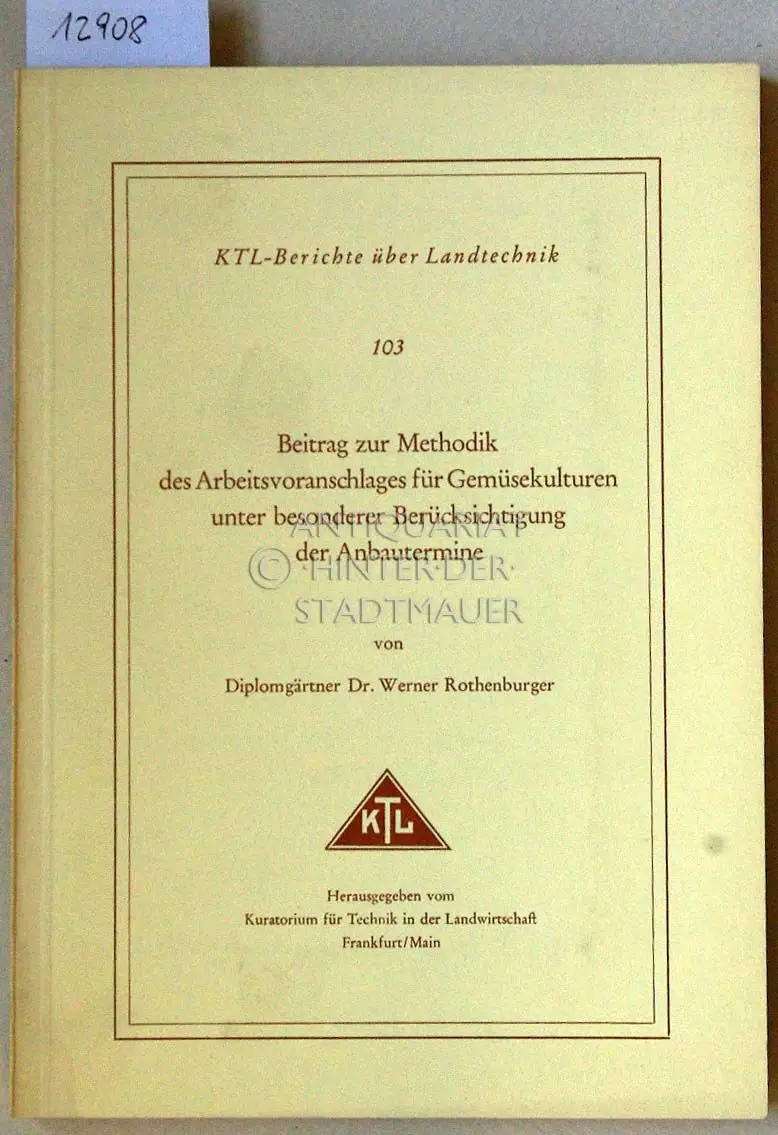 12908
KTL-Berichte über Landtechnik
103
Beitrag zur Methodik
des Arbeitsvoranschlages für Gemüsekulturen
unter besonderer Berücksichtigung
der Anbautermine
ANTIQUARIAT
© ·HINTER·DER·
STADTMAUER
von
Diplomgärtner Dr. Werner Rothenburger
KTL
Herausgegeben vom
Kuratorium für Technik in der Landwirtschaft
Frankfurt/Main